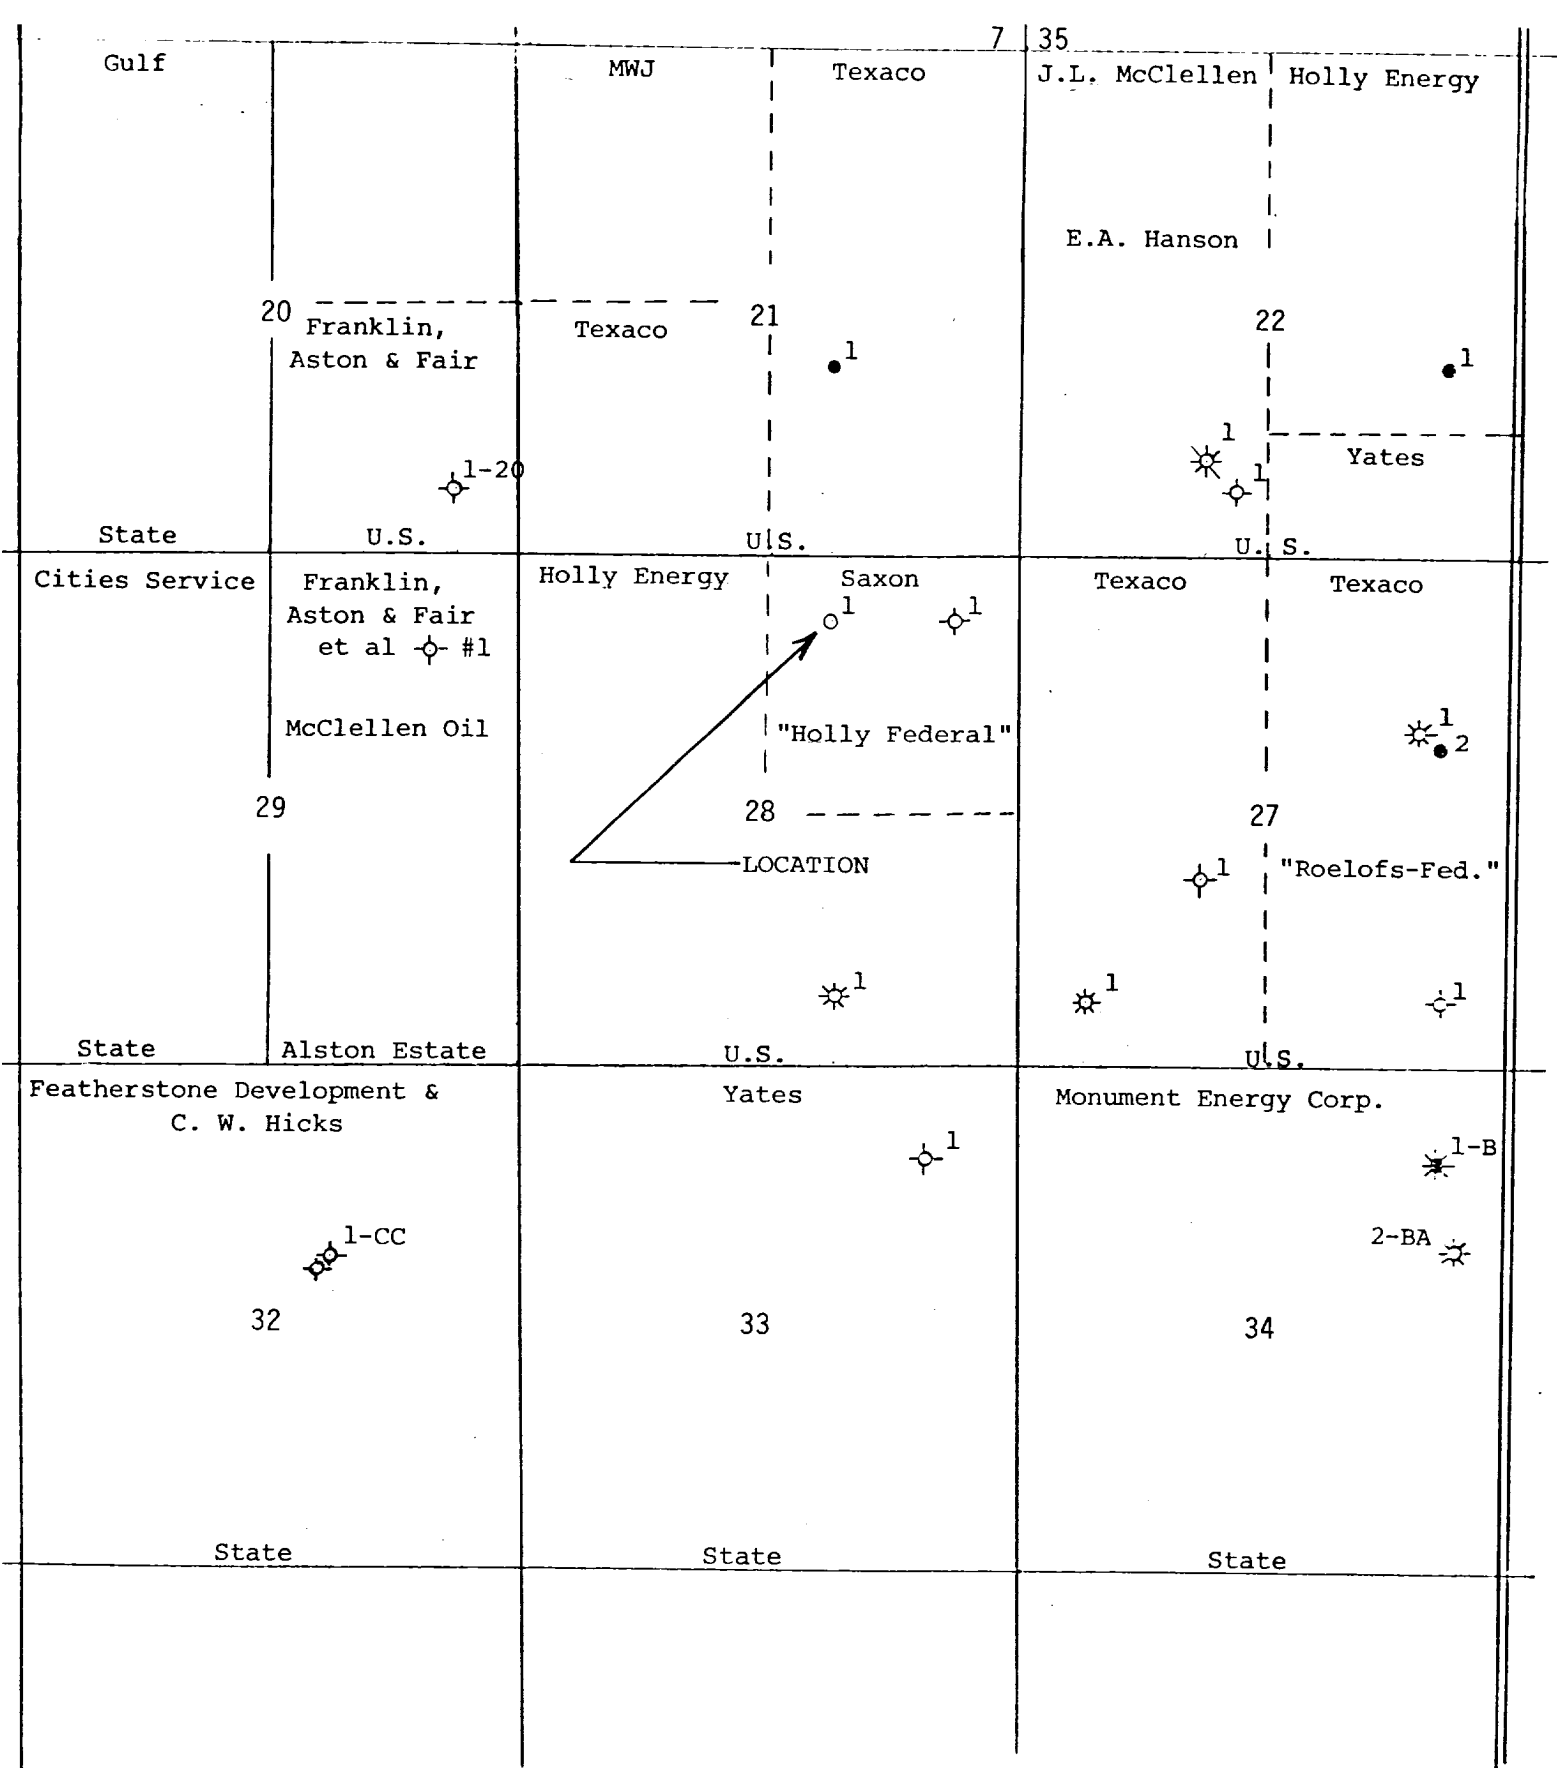 7 35
Gulf
MWJ
Texaco
J.L. McClellen
Holly Energy
E.A. Hanson
20
Franklin,
Aston & Fair
Texaco
21
1
22
1
1
Yates
1-20
1
State
U.S.
U.S.
U.S.
Cities Service
Franklin,
Aston & Fair
et al #1
McClellen Oil
Holly Energy
Saxon
1
1
Texaco
Texaco
"Holly Federal"
1
2
29
28
27
LOCATION
1
"Roelofs-Fed."
1
1
1
State
Alston Estate
U.S.
U.S.
Featherstone Development &
C. W. Hicks
Yates
Monument Energy Corp.
1
1-B
1-CC
2-BA
32
33
34
State
State
State